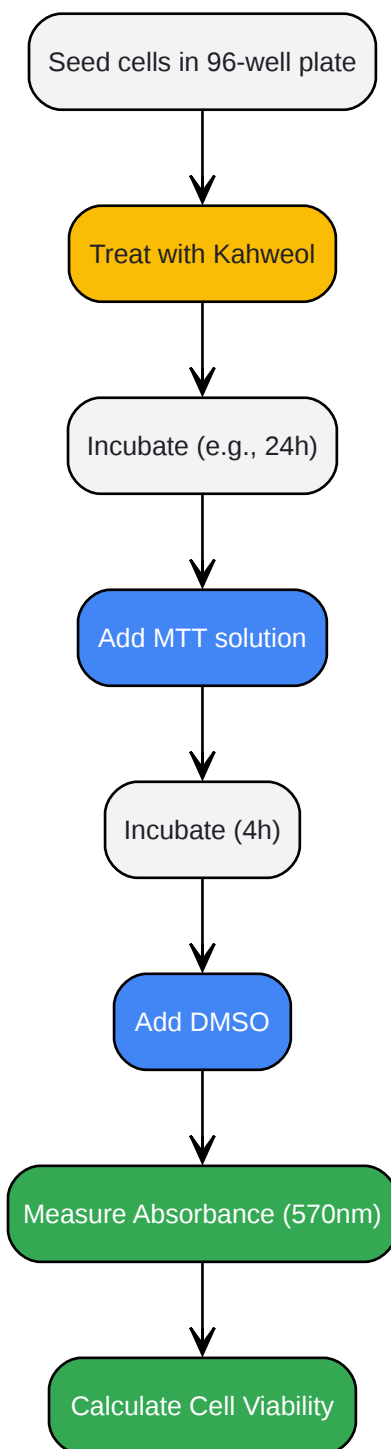 Seed cells in 96-well plate
Treat with Kahweol
Incubate (e.g., 24h)
Add MTT solution
Incubate (4h)
Add DMSO
Measure Absorbance (570nm)
Calculate Cell Viability